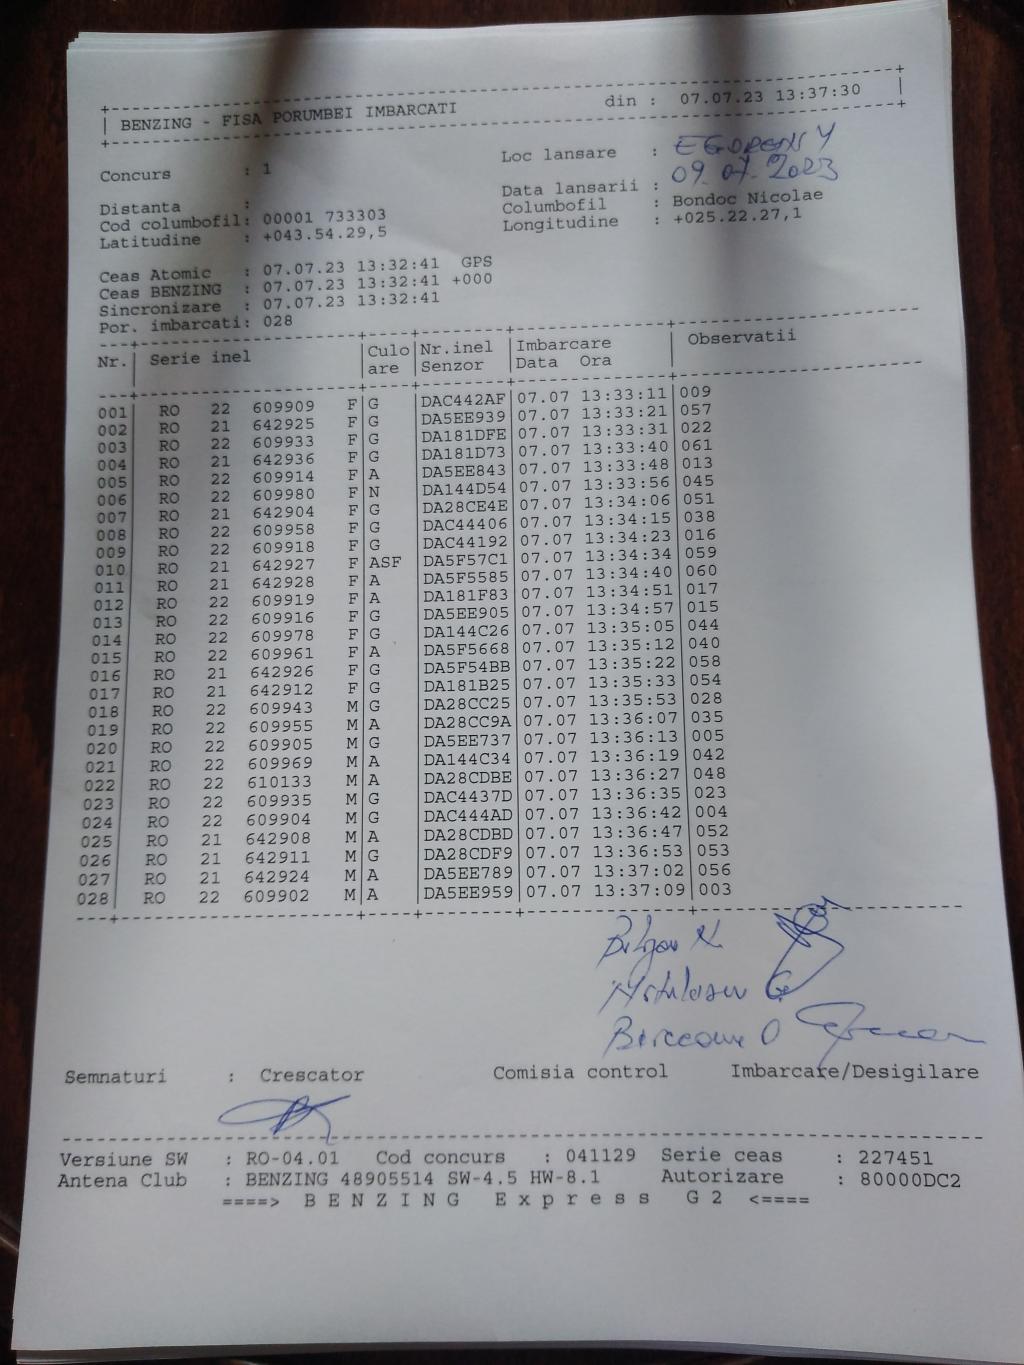 BENZING - FISA PORUMBEI IMBARCATI din : 07.07.23 13:37:30
Concurs : 1 Loc lansare :
Data lansarii : 09.07.2023
Distanta : Columbofil : Bondoc Nicolae
Cod columbofil: 00001 733303 Longitudine : +025.22.27,1
Latitudine : +043.54.29,5
Ceas Atomic : 07.07.23 13:32:41 GPS
Ceas BENZING : 07.07.23 13:32:41 +000
Sincronizare : 07.07.23 13:32:41
Por. imbarcati: 028
Nr. Serie inel Culo Nr.inel Imbarcare Observatii
are Senzor Data Ora
001 RO 22 609909 F G DAC442AF 07.07 13:33:11 009
002 RO 21 642925 F G DA5EE939 07.07 13:33:21 057
003 RO 22 609933 F G DA181DFE 07.07 13:33:31 022
004 RO 21 642936 F G DA181D73 07.07 13:33:40 061
005 RO 22 609914 F A DA5EE843 07.07 13:33:48 013
006 RO 22 609980 F N DA144D54 07.07 13:33:56 045
007 RO 21 642904 F G DA28CE4E 07.07 13:34:06 051
008 RO 22 609958 F G DAC44406 07.07 13:34:15 038
009 RO 22 609918 F G DAC44192 07.07 13:34:23 016
010 RO 21 642927 F ASF DA5F57C1 07.07 13:34:34 059
011 RO 21 642928 F A DA5F5585 07.07 13:34:40 060
012 RO 22 609919 F A DA181F83 07.07 13:34:51 017
013 RO 22 609916 F G DA5EE905 07.07 13:34:57 015
014 RO 22 609978 F G DA144C26 07.07 13:35:05 044
015 RO 22 609961 F A DA5F5668 07.07 13:35:12 040
016 RO 21 642926 F G DA5F54BB 07.07 13:35:22 058
017 RO 21 642912 F G DA181B25 07.07 13:35:33 054
018 RO 22 609943 M G DA28CC25 07.07 13:35:53 028
019 RO 22 609955 M A DA28CC9A 07.07 13:36:07 035
020 RO 22 609905 M G DA5EE737 07.07 13:36:13 005
021 RO 22 609969 M A DA144C34 07.07 13:36:19 042
022 RO 22 610133 M A DA28CDBE 07.07 13:36:27 048
023 RO 22 609935 M G DAC4437D 07.07 13:36:35 023
024 RO 22 609904 M G DAC444AD 07.07 13:36:42 004
025 RO 21 642908 M A DA28CDBD 07.07 13:36:47 052
026 RO 21 642911 M G DA28CDF9 07.07 13:36:53 053
027 RO 21 642924 M A DA5EE789 07.07 13:37:02 056
028 RO 22 609902 M A DA5EE959 07.07 13:37:09 003
Semnaturi : Crescator Comisia control Imbarcare/Desigilare
Versiune SW : RO-04.01 Cod concurs : 041129 Serie ceas : 227451
Antena Club : BENZING 48905514 SW-4.5 HW-8.1 Autorizare : 80000DC2
====> B E N Z I N G E x p r e s s G 2 <====